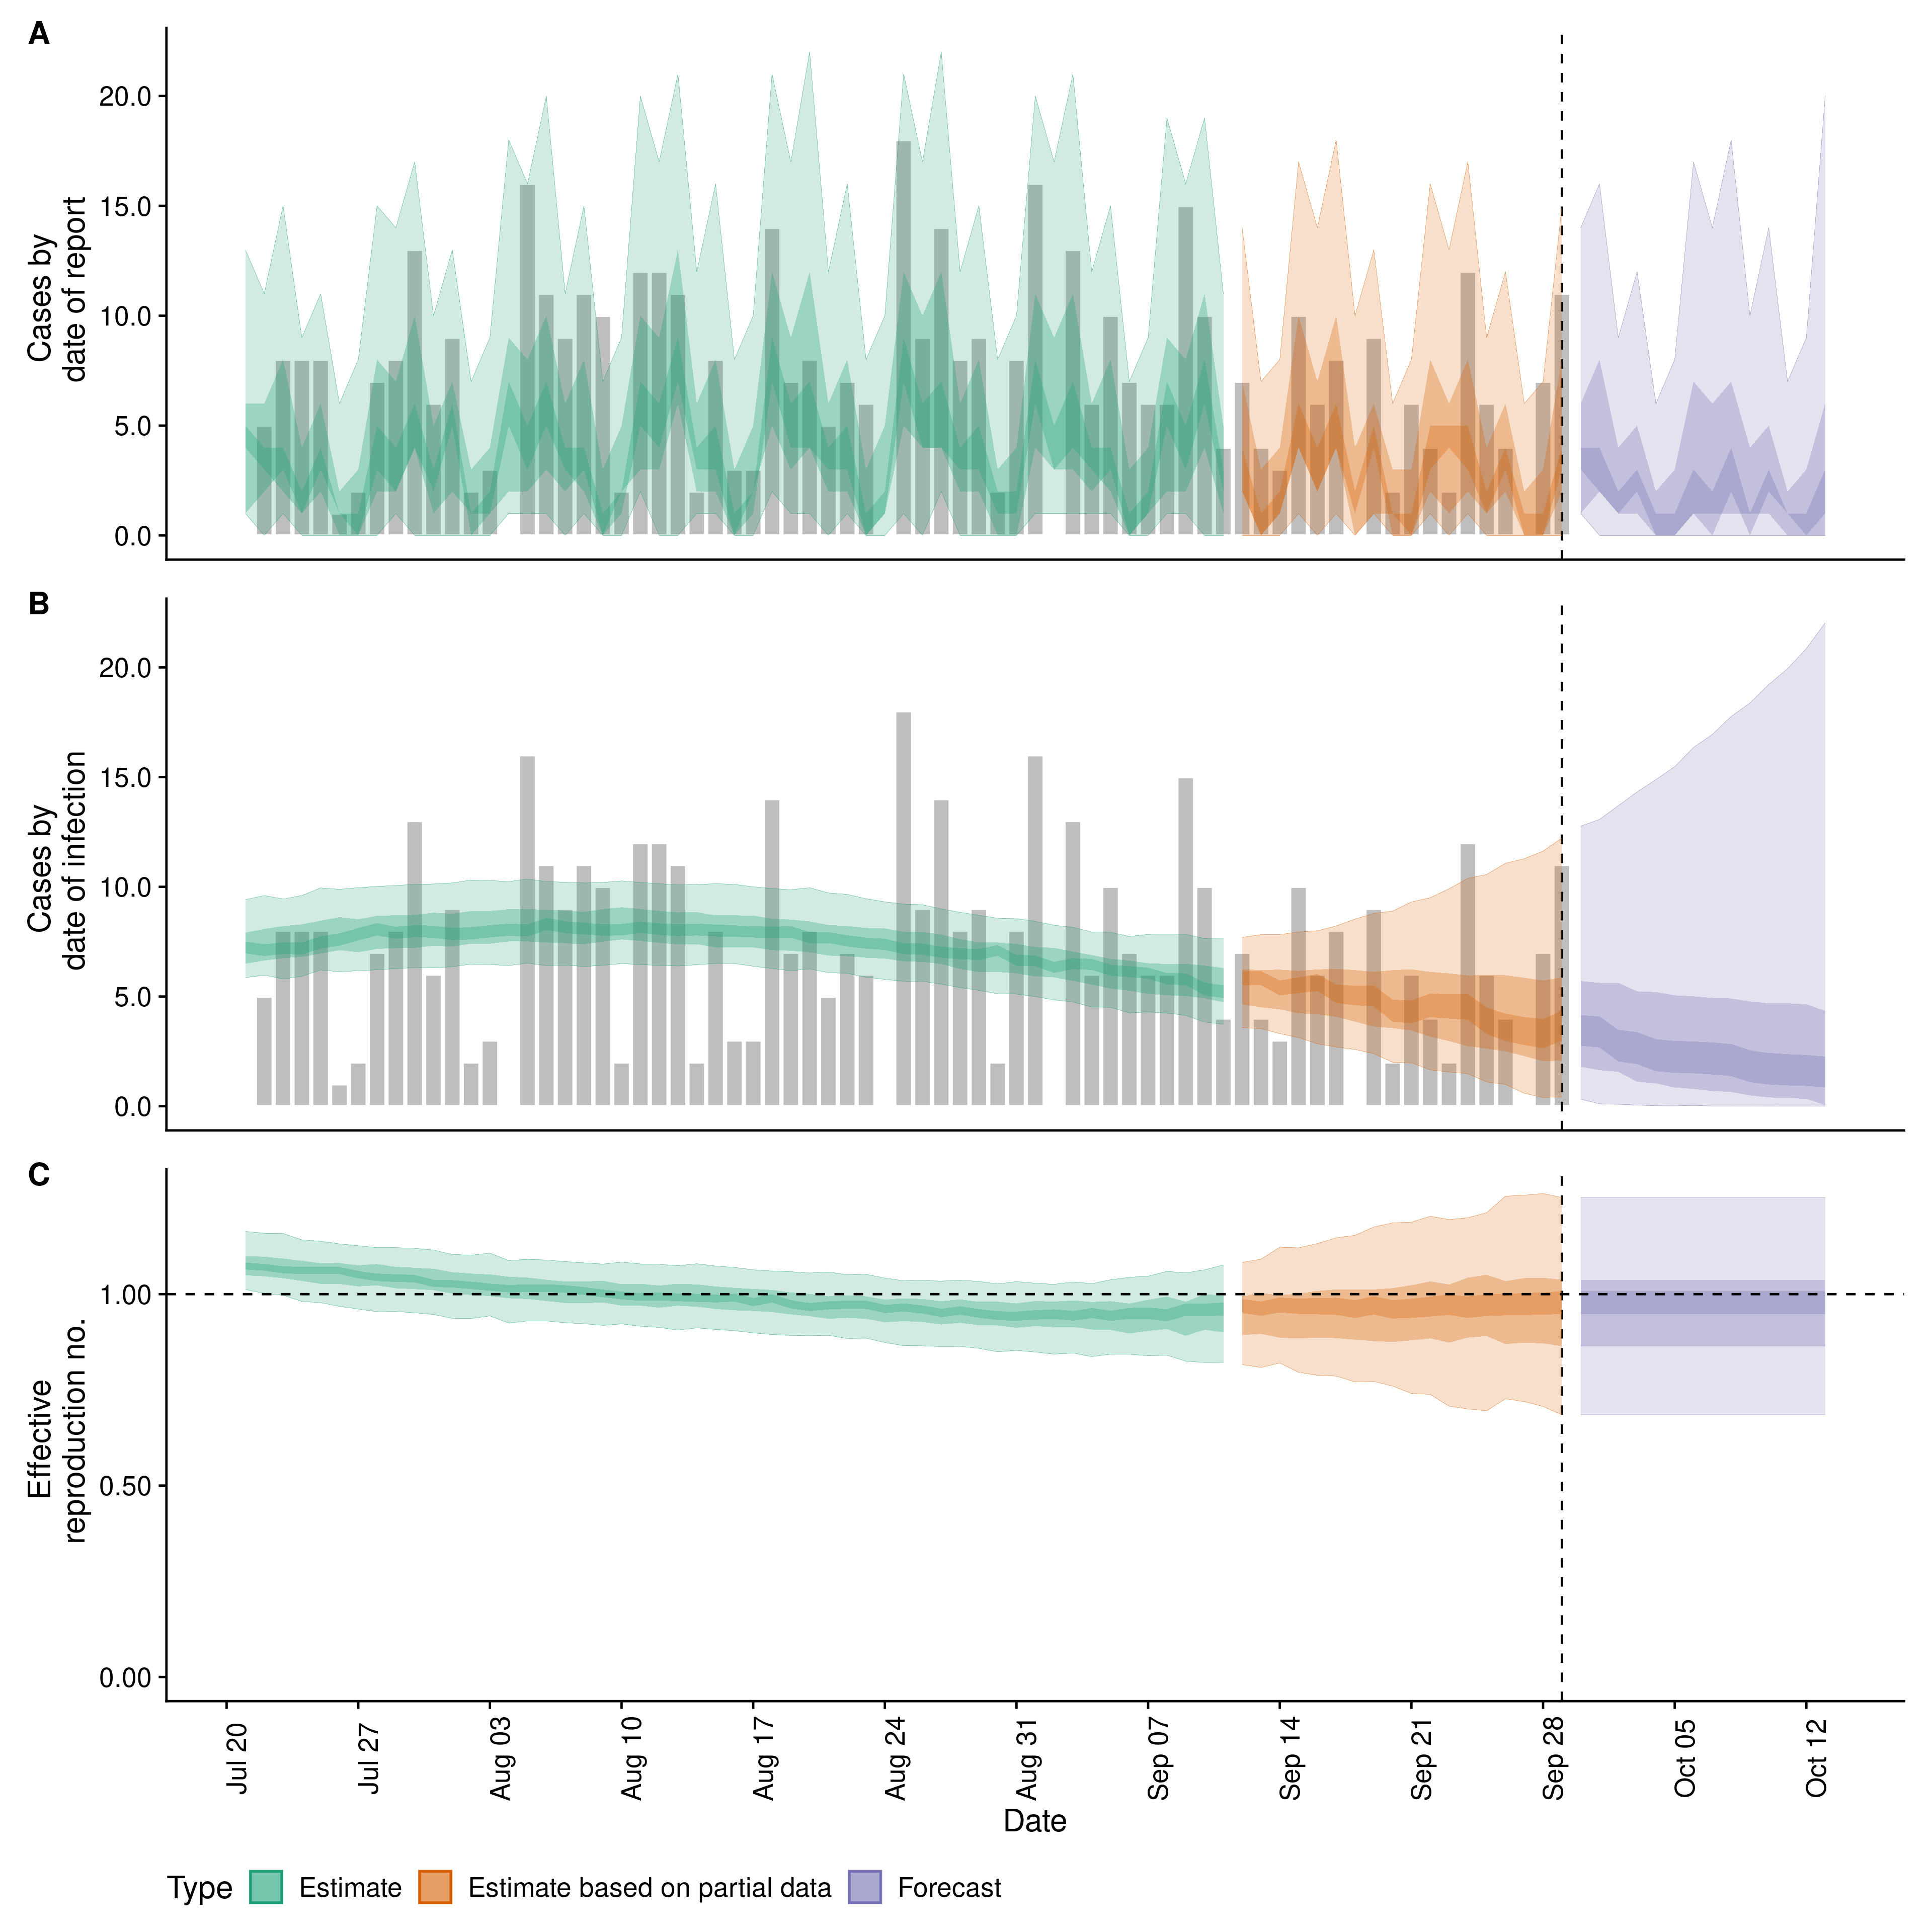 A
Cases by
date of report
20.0
15.0
10.0
5.0
0.0
B
Cases by
date of infection
20.0
15.0
10.0
5.0
0.0
C
Effective
reproduction no.
1.00
0.50
0.00
Jul 20
Jul 27
Aug 03
Aug 10
Aug 17
Aug 24
Aug 31
Sep 07
Sep 14
Sep 21
Sep 28
Oct 05
Oct 12
Date
Type Estimate Estimate based on partial data Forecast